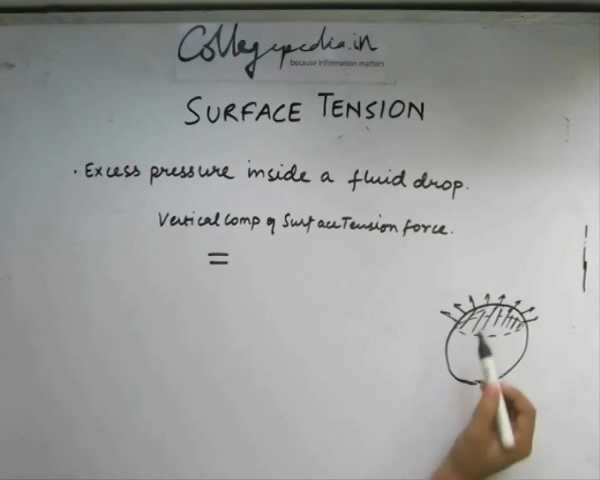 Collegepedia.in
because information matters
SURFACE TENSION
. Excess pressure inside a fluid drop.
Vertical Comp of Surface Tension force.
=